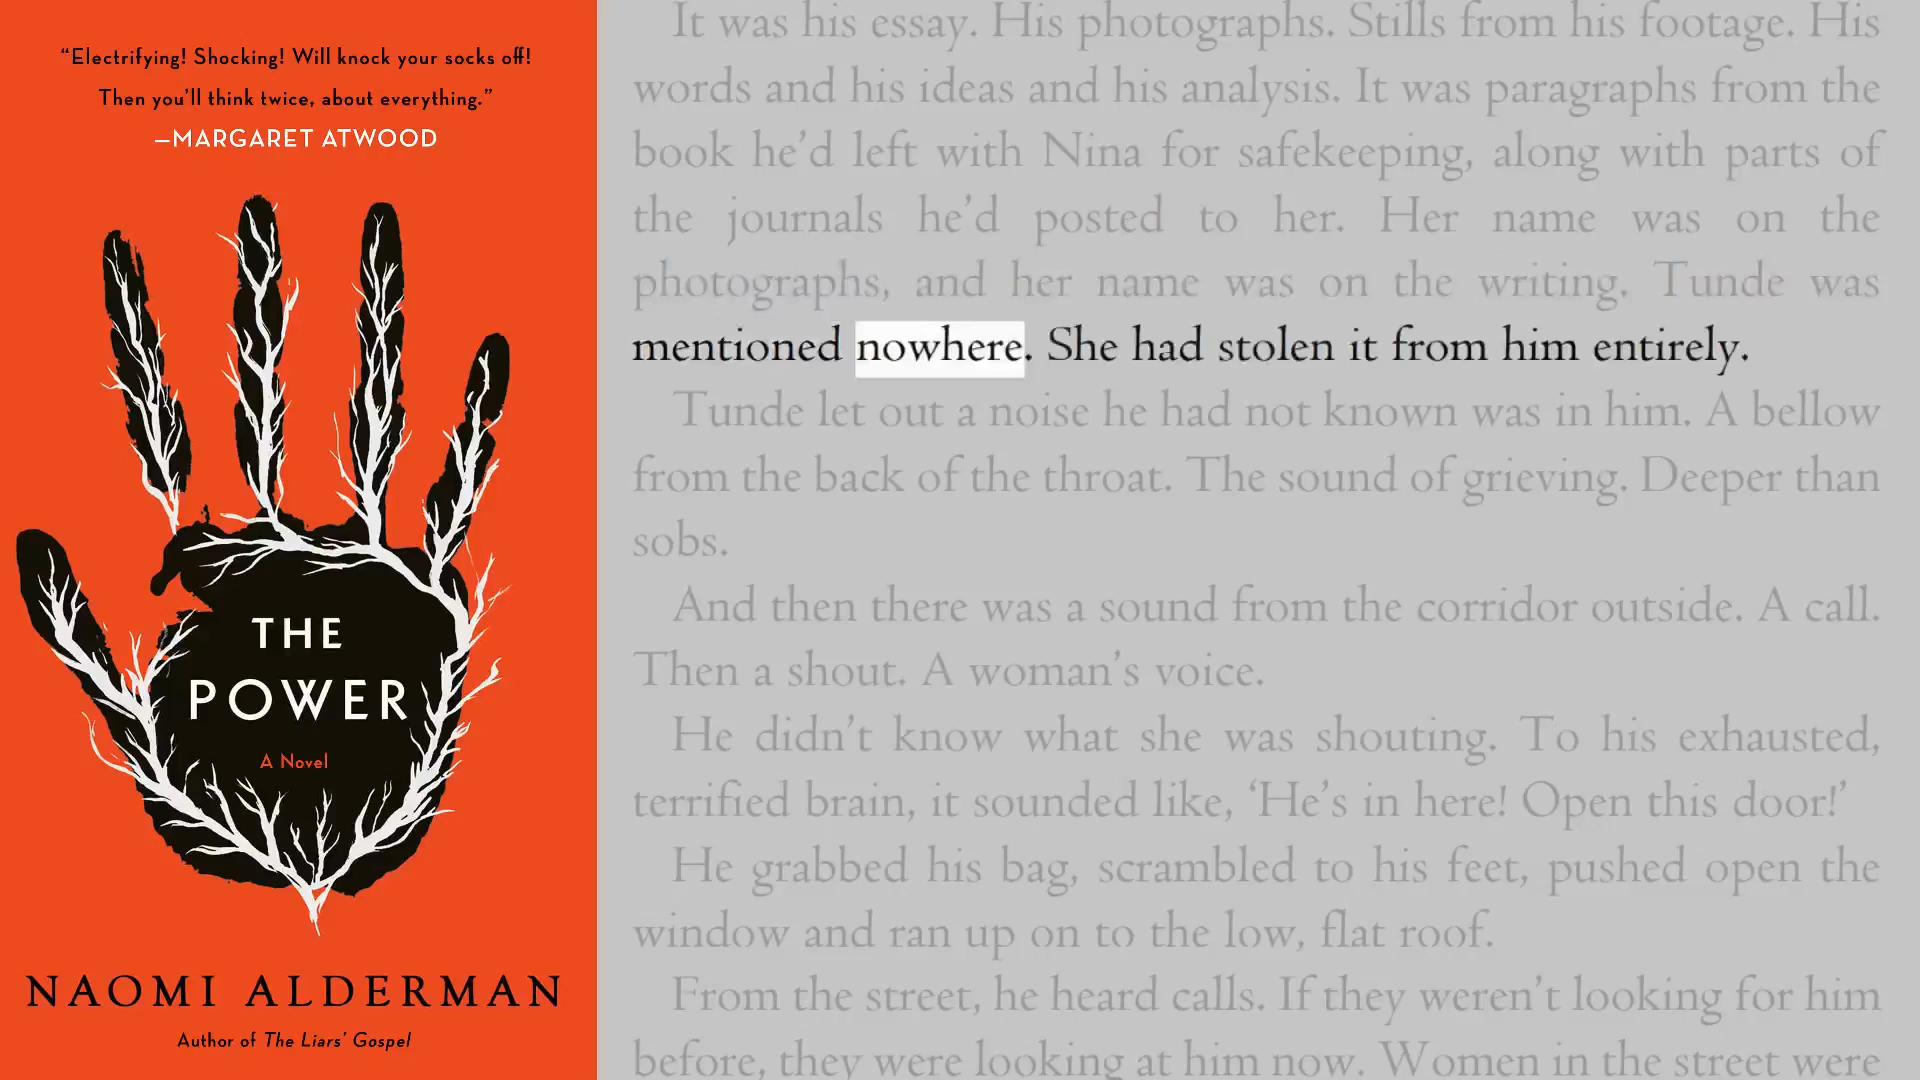 “Electrifying! Shocking! Will knock your socks off!
Then you’ll think twice, about everything.”
—MARGARET ATWOOD
THE
POWER
A Novel
NAOMI ALDERMAN
Author of The Liars’ Gospel
It was his essay. His photographs. Stills from his footage. His
words and his ideas and his analysis. It was paragraphs from the
book he’d left with Nina for safekeeping, along with parts of
the journals he’d posted to her. Her name was on the
photographs, and her name was on the writing. Tunde was
mentioned nowhere. She had stolen it from him entirely.
Tunde let out a noise he had not known was in him. A bellow
from the back of the throat. The sound of grieving. Deeper than
sobs.
And then there was a sound from the corridor outside. A call.
Then a shout. A woman’s voice.
He didn’t know what she was shouting. To his exhausted,
terrified brain, it sounded like, ‘He’s in here! Open this door!’
He grabbed his bag, scrambled to his feet, pushed open the
window and ran up on to the low, flat roof.
From the street, he heard calls. If they weren’t looking for him
before, they were looking at him now. Women in the street were